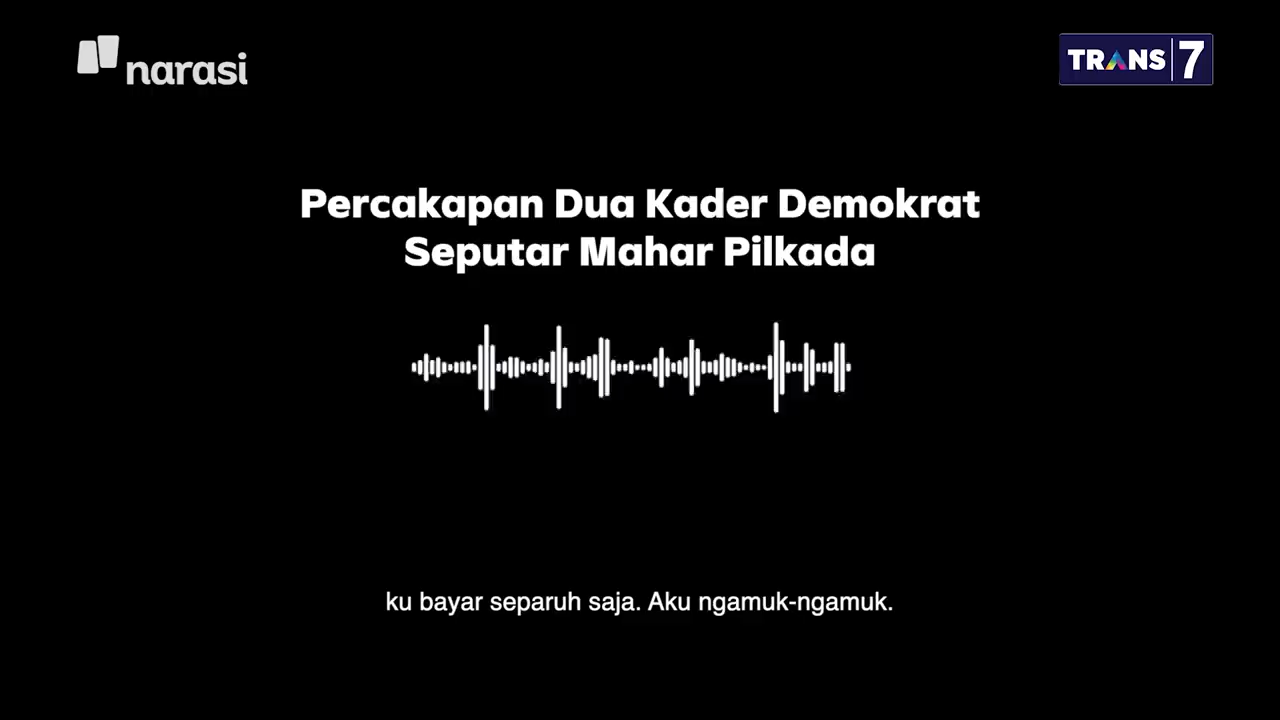 narasi
TRANS 7
Percakapan Dua Kader Demokrat
Seputar Mahar Pilkada
ku bayar separuh saja. Aku ngamuk-ngamuk.